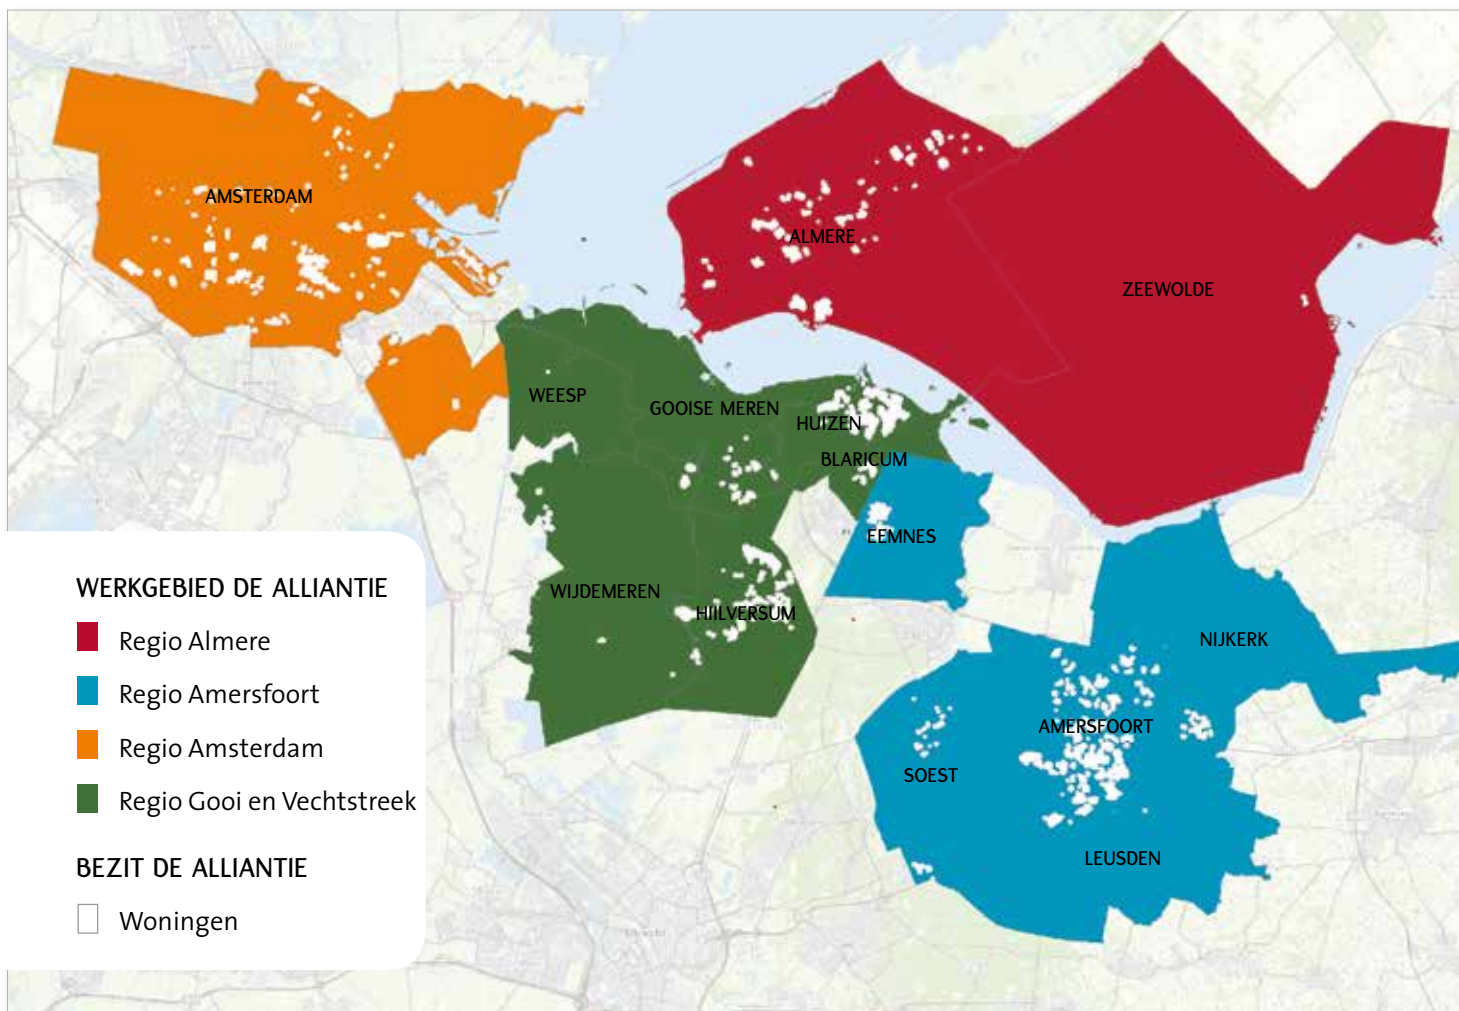 AMSTERDAM
ALMERE
ZEEWOLDE
WEESP
GOOISE MEREN
HUIZEN
BLARICUM
EEMNES
WIJDEMEREN
HIILVERSUM
NIJKERK
AMERSFOORT
SOEST
LEUSDEN
WERKGEBIED DE ALLIANTIE
Regio Almere
Regio Amersfoort
Regio Amsterdam
Regio Gooi en Vechtstreek
BEZIT DE ALLIANTIE
Woningen